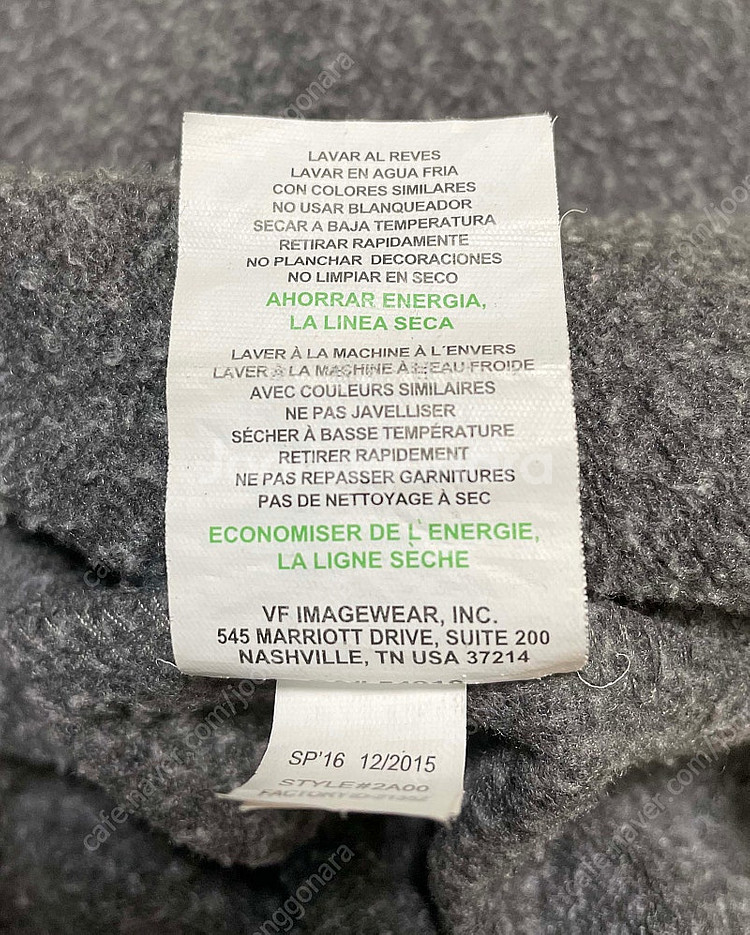 LAVAR AL REVES
LAVAR EN AGUA FRIA
CON COLORES SIMILARES
NO USAR BLANQUEADOR
SECAR A BAJA TEMPERATURA
RETIRAR RAPIDAMENTE
NO PLANCHAR DECORACIONES
NO LIMPIAR EN SECO
AHORRAR ENERGIA,
LA LINEA SECA
LAVER À LA MACHINE À L'ENVERS
LAVER À LA MACHINE À L'EAU FROIDE
AVEC COULEURS SIMILAIRES
NE PAS JAVELLISER
SÉCHER À BASSE TEMPÉRATURE
RETIRER RAPIDEMENT
NE PAS REPASSER GARNITURES
PAS DE NETTOYAGE À SEC
ECONOMISER DE L'ENERGIE,
LA LIGNE SECHE
VF IMAGEWEAR, INC.
545 MARRIOTT DRIVE, SUITE 200
NASHVILLE, TN USA 37214
SP'16 12/2015
STYLE#2A00